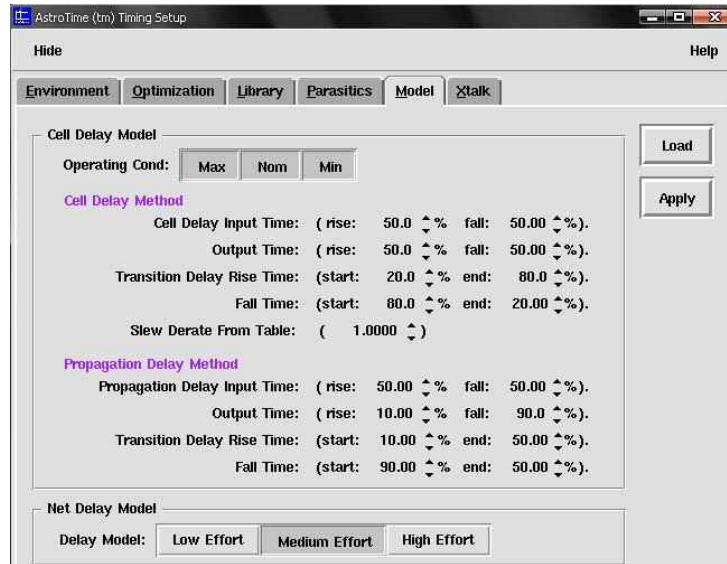 AstroTime (tm) Timing Setup
Hide Help
Environment Optimization Library Parasitics Model Xtalk
Cell Delay Model
Load
Operating Cond: Max Nom Min
Apply
Cell Delay Method
Cell Delay Input Time: ( rise: 50.0 % fall: 50.00 %).
Output Time: ( rise: 50.0 % fall: 50.00 %).
Transition Delay Rise Time: (start: 20.0 % end: 80.0 %).
Fall Time: (start: 80.0 % end: 20.00 %).
Slew Derate From Table: ( 1.0000 )
Propagation Delay Method
Propagation Delay Input Time: ( rise: 50.00 % fall: 50.00 %).
Output Time: ( rise: 10.00 % fall: 90.0 %).
Transition Delay Rise Time: (start: 10.00 % end: 50.00 %).
Fall Time: (start: 90.00 % end: 50.00 %).
Net Delay Model
Delay Model: Low Effort Medium Effort High Effort